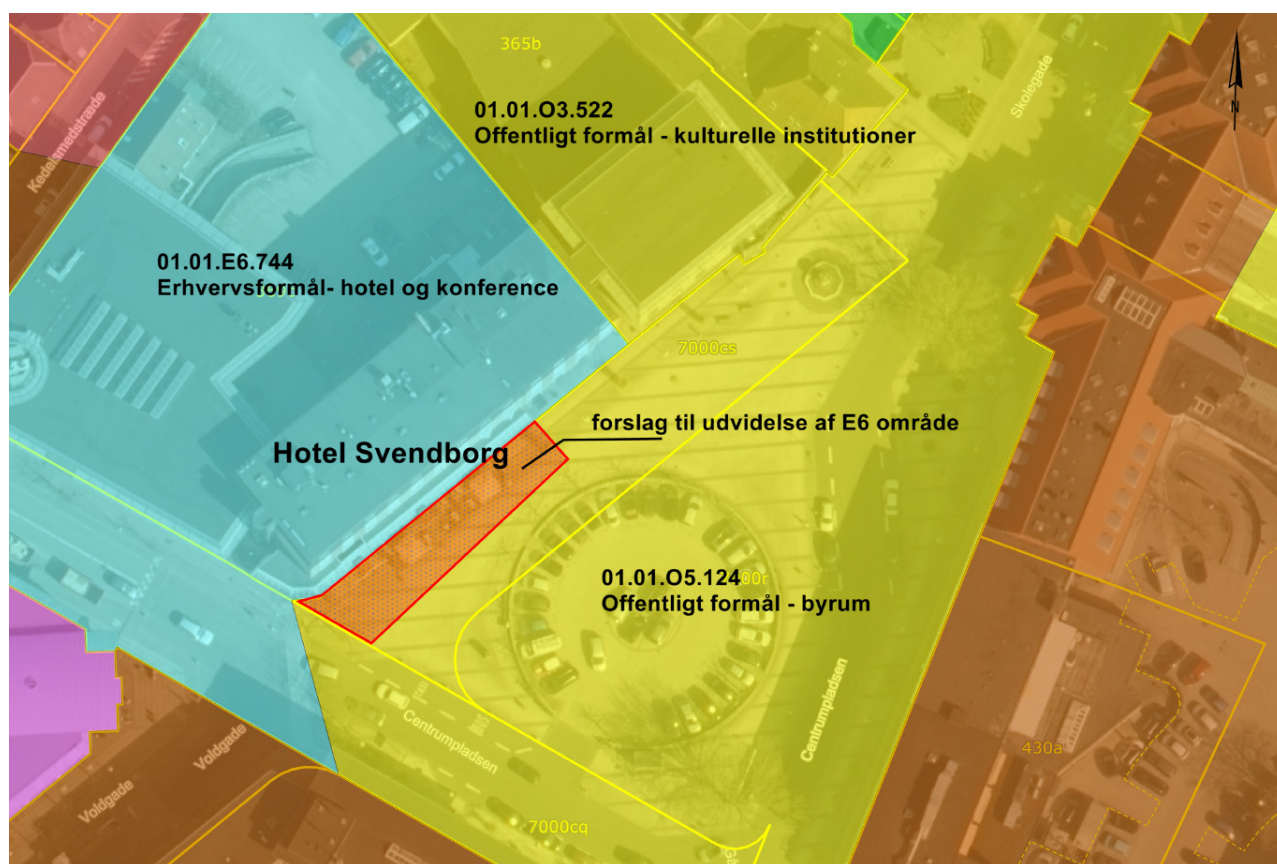 365b
01.01.O3.522
Offentligt formål - kulturelle institutioner
Skolegade
N
Kedelsmedstræde
01.01.E6.744
Erhvervsformål- hotel og konference
7000cs
forslag til udvidelse af E6 område
Hotel Svendborg
01.01.O5.124
Offentligt formål - byrum
Centrumpladsen
Centrumpladsen
BUS
430a
Voldgade
Voldgade
7000cq